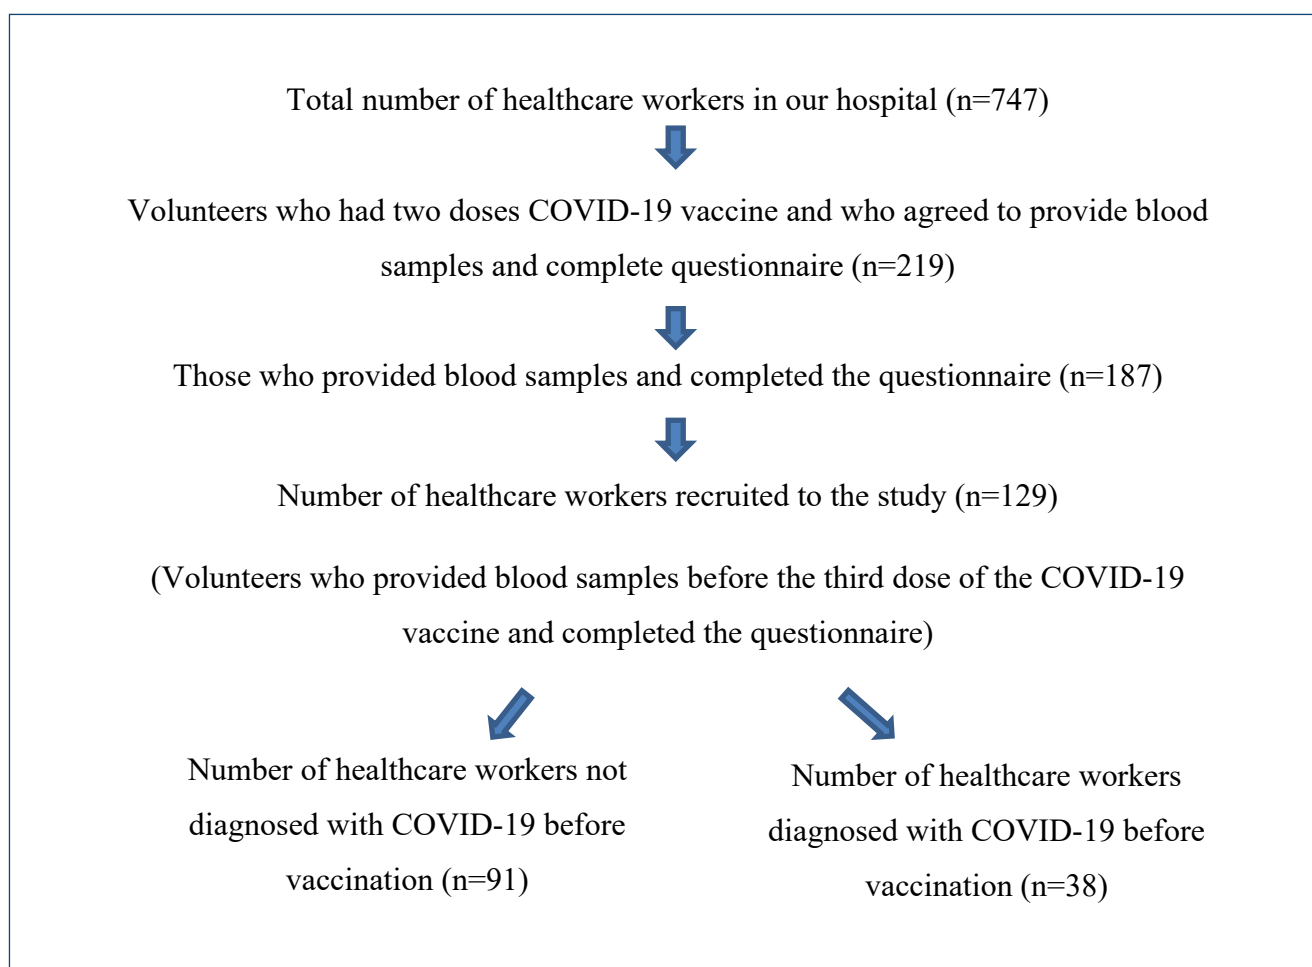 Total number of healthcare workers in our hospital (n=747)
Volunteers who had two doses COVID-19 vaccine and who agreed to provide blood
samples and complete questionnaire (n=219)
Those who provided blood samples and completed the questionnaire (n=187)
Number of healthcare workers recruited to the study (n=129)
(Volunteers who provided blood samples before the third dose of the COVID-19
vaccine and completed the questionnaire)
Number of healthcare workers not
diagnosed with COVID-19 before
vaccination (n=91)
Number of healthcare workers
diagnosed with COVID-19 before
vaccination (n=38)